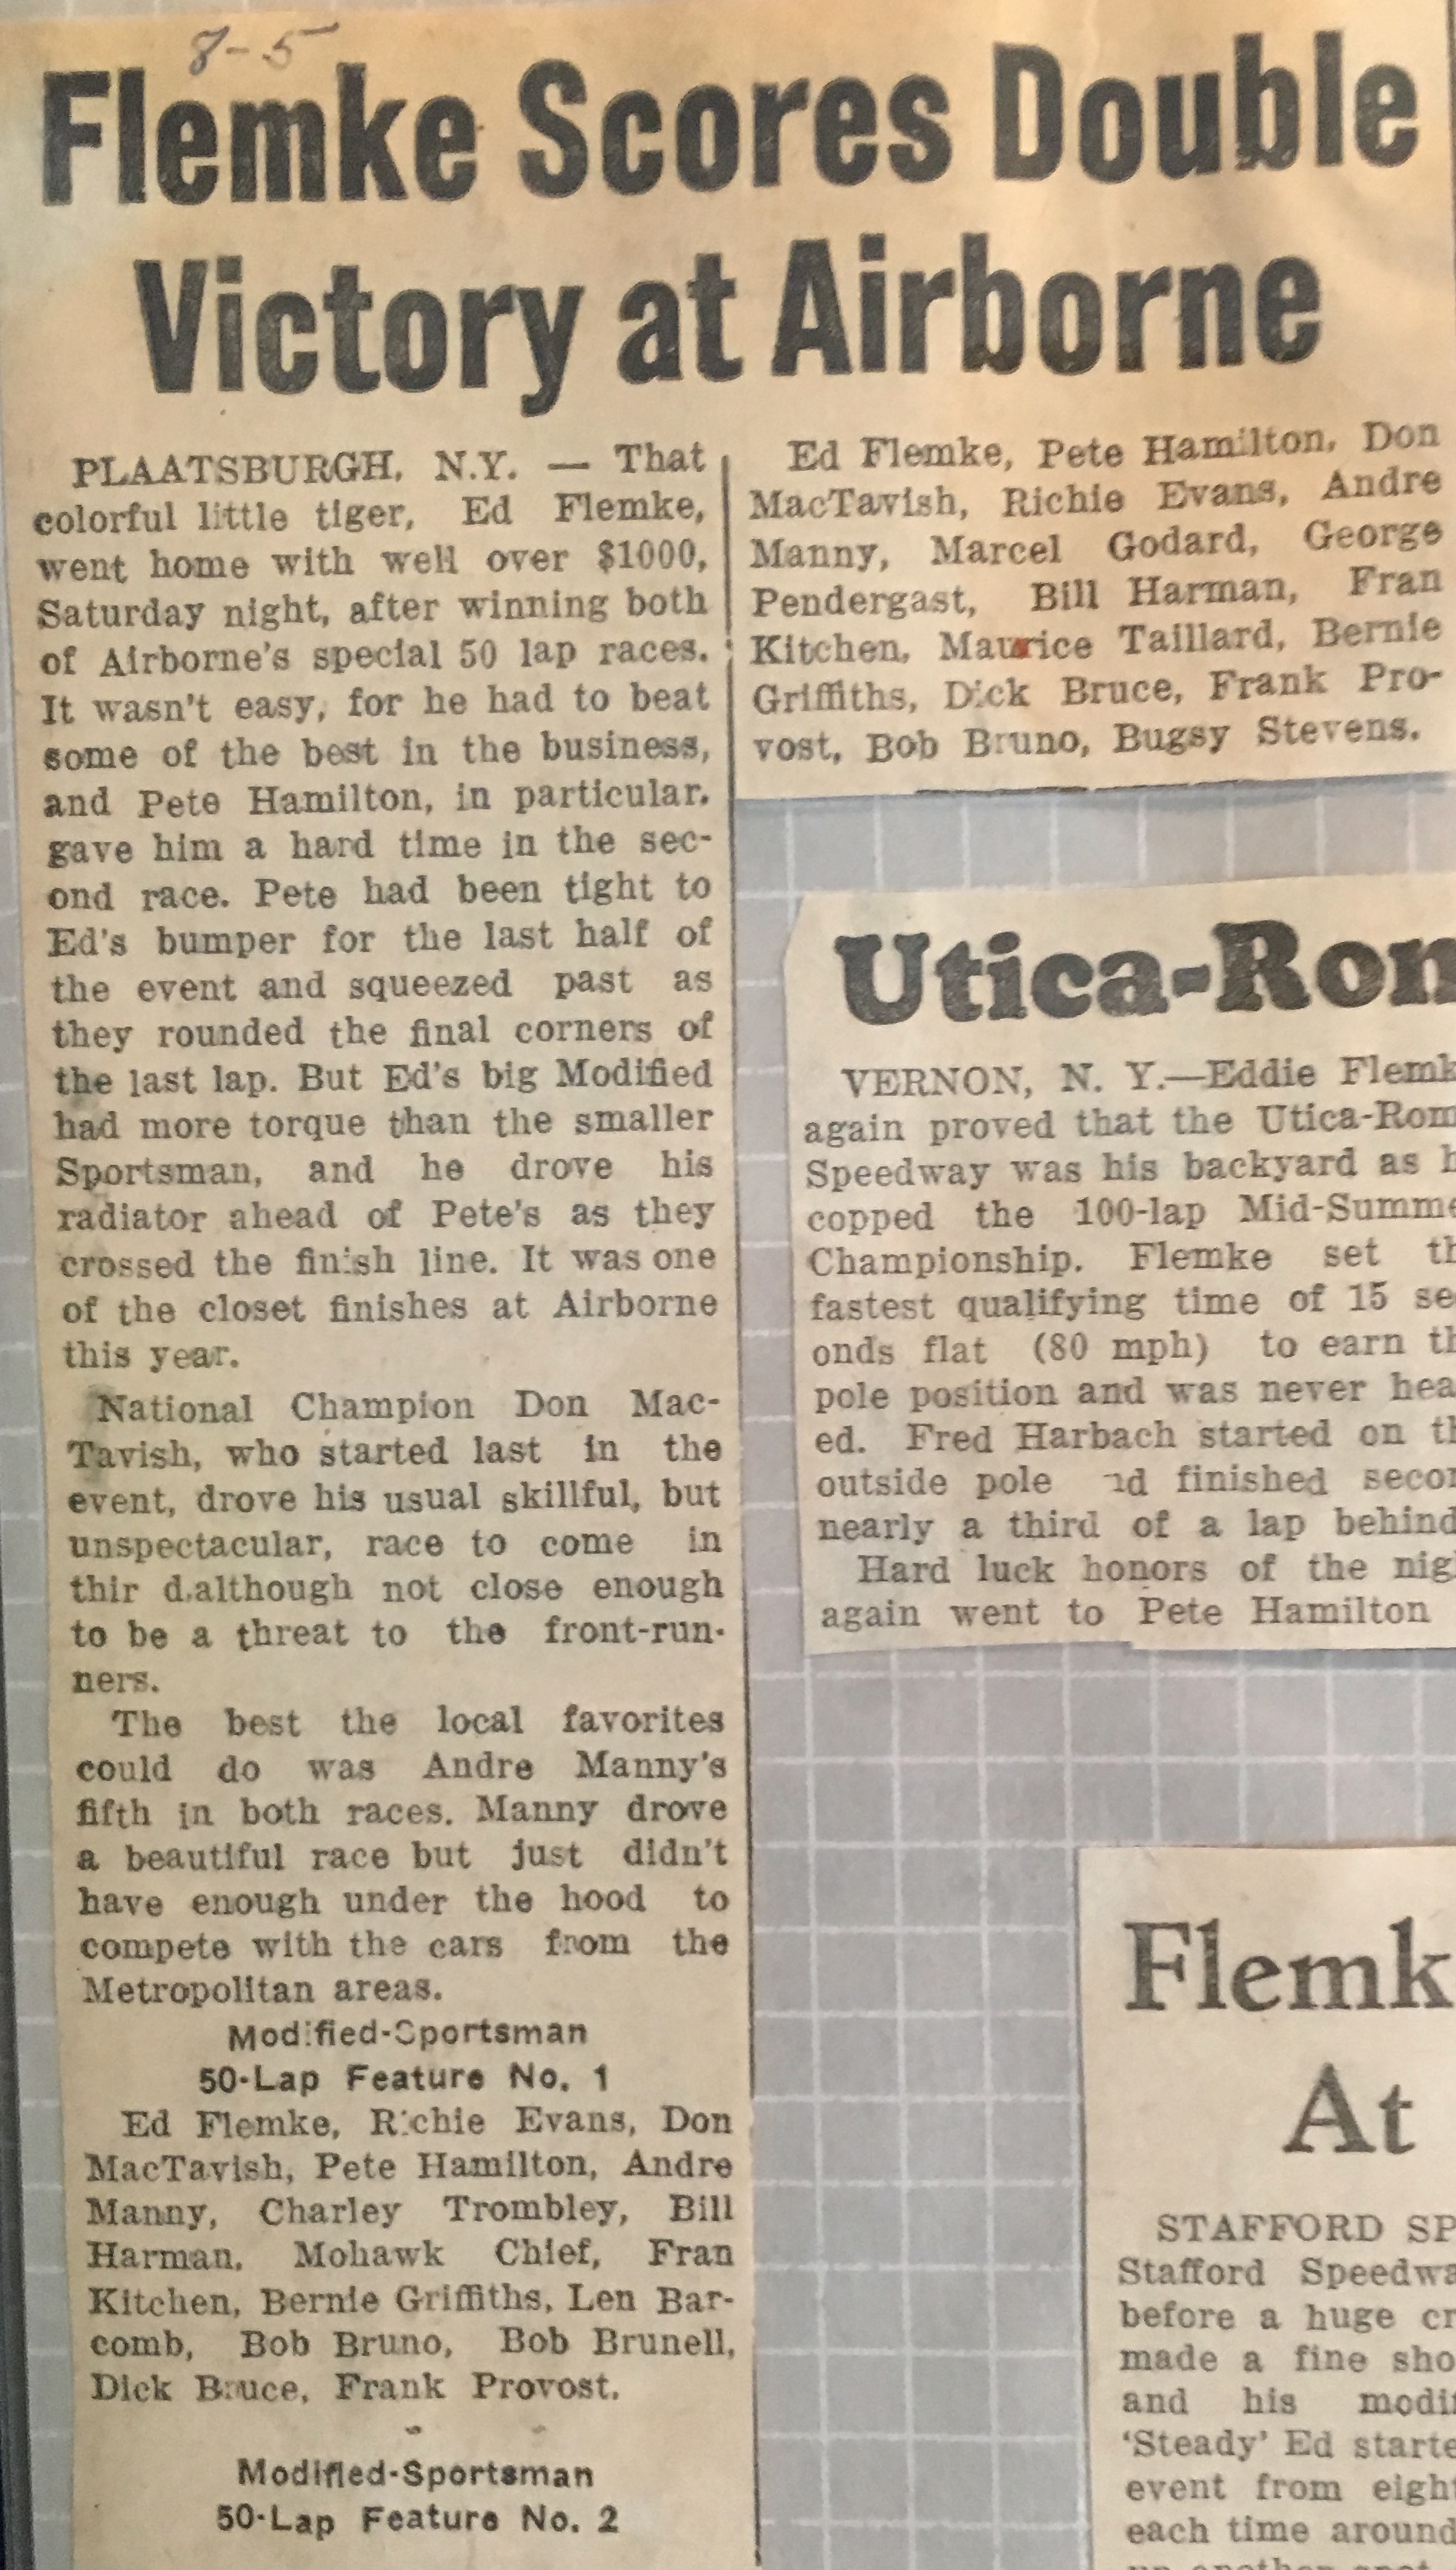 8-5
Flemke Scores Double
Victory at Airborne
PLAATSBURGH, N.Y. — That
colorful little tiger, Ed Flemke,
went home with well over $1000,
Saturday night, after winning both
of Airborne's special 50 lap races.
It wasn't easy, for he had to beat
some of the best in the business,
and Pete Hamilton, in particular.
gave him a hard time in the sec-
ond race. Pete had been tight to
Ed's bumper for the last half of
the event and squeezed past as
they rounded the final corners of
the last lap. But Ed's big Modified
had more torque than the smaller
Sportsman, and he drove his
radiator ahead of Pete's as they
crossed the finish line. It was one
of the closet finishes at Airborne
this year.
National Champion Don Mac-
Tavish, who started last in the
event, drove his usual skillful, but
unspectacular, race to come in
thir d.although not close enough
to be a threat to the front-run-
ners.
The best the local favorites
could do was Andre Manny's
fifth in both races. Manny drove
a beautiful race but just didn't
have enough under the hood to
compete with the cars from the
Metropolitan areas.
Modified-Sportsman
50-Lap Feature No. 1
Ed Flemke, Richie Evans, Don
MacTavish, Pete Hamilton, Andre
Manny, Charley Trombley, Bill
Harman, Mohawk Chief, Fran
Kitchen, Bernie Griffiths, Len Bar-
comb, Bob Bruno, Bob Brunell,
Dick Bruce, Frank Provost.
Modified-Sportsman
50-Lap Feature No. 2
Ed Flemke, Pete Hamilton, Don
MacTavish, Richie Evans, Andre
Manny, Marcel Godard, George
Pendergast, Bill Harman, Fran
Kitchen, Maurice Taillard, Bernie
Griffiths, Dick Bruce, Frank Pro-
vost, Bob Bruno, Bugsy Stevens.
Utica-Rom
VERNON, N. Y.—Eddie Flemk
again proved that the Utica-Rom
Speedway was his backyard as h
copped the 100-lap Mid-Summe
Championship. Flemke set th
fastest qualifying time of 15 se
onds flat (80 mph) to earn th
pole position and was never hea
ed. Fred Harbach started on th
outside pole nd finished secon
nearly a third of a lap behind
Hard luck honors of the nigh
again went to Pete Hamilton
Flemk
At
STAFFORD SP
Stafford Speedwa
before a huge cr
made a fine sho
and his modif
'Steady' Ed starte
event from eight
each time around